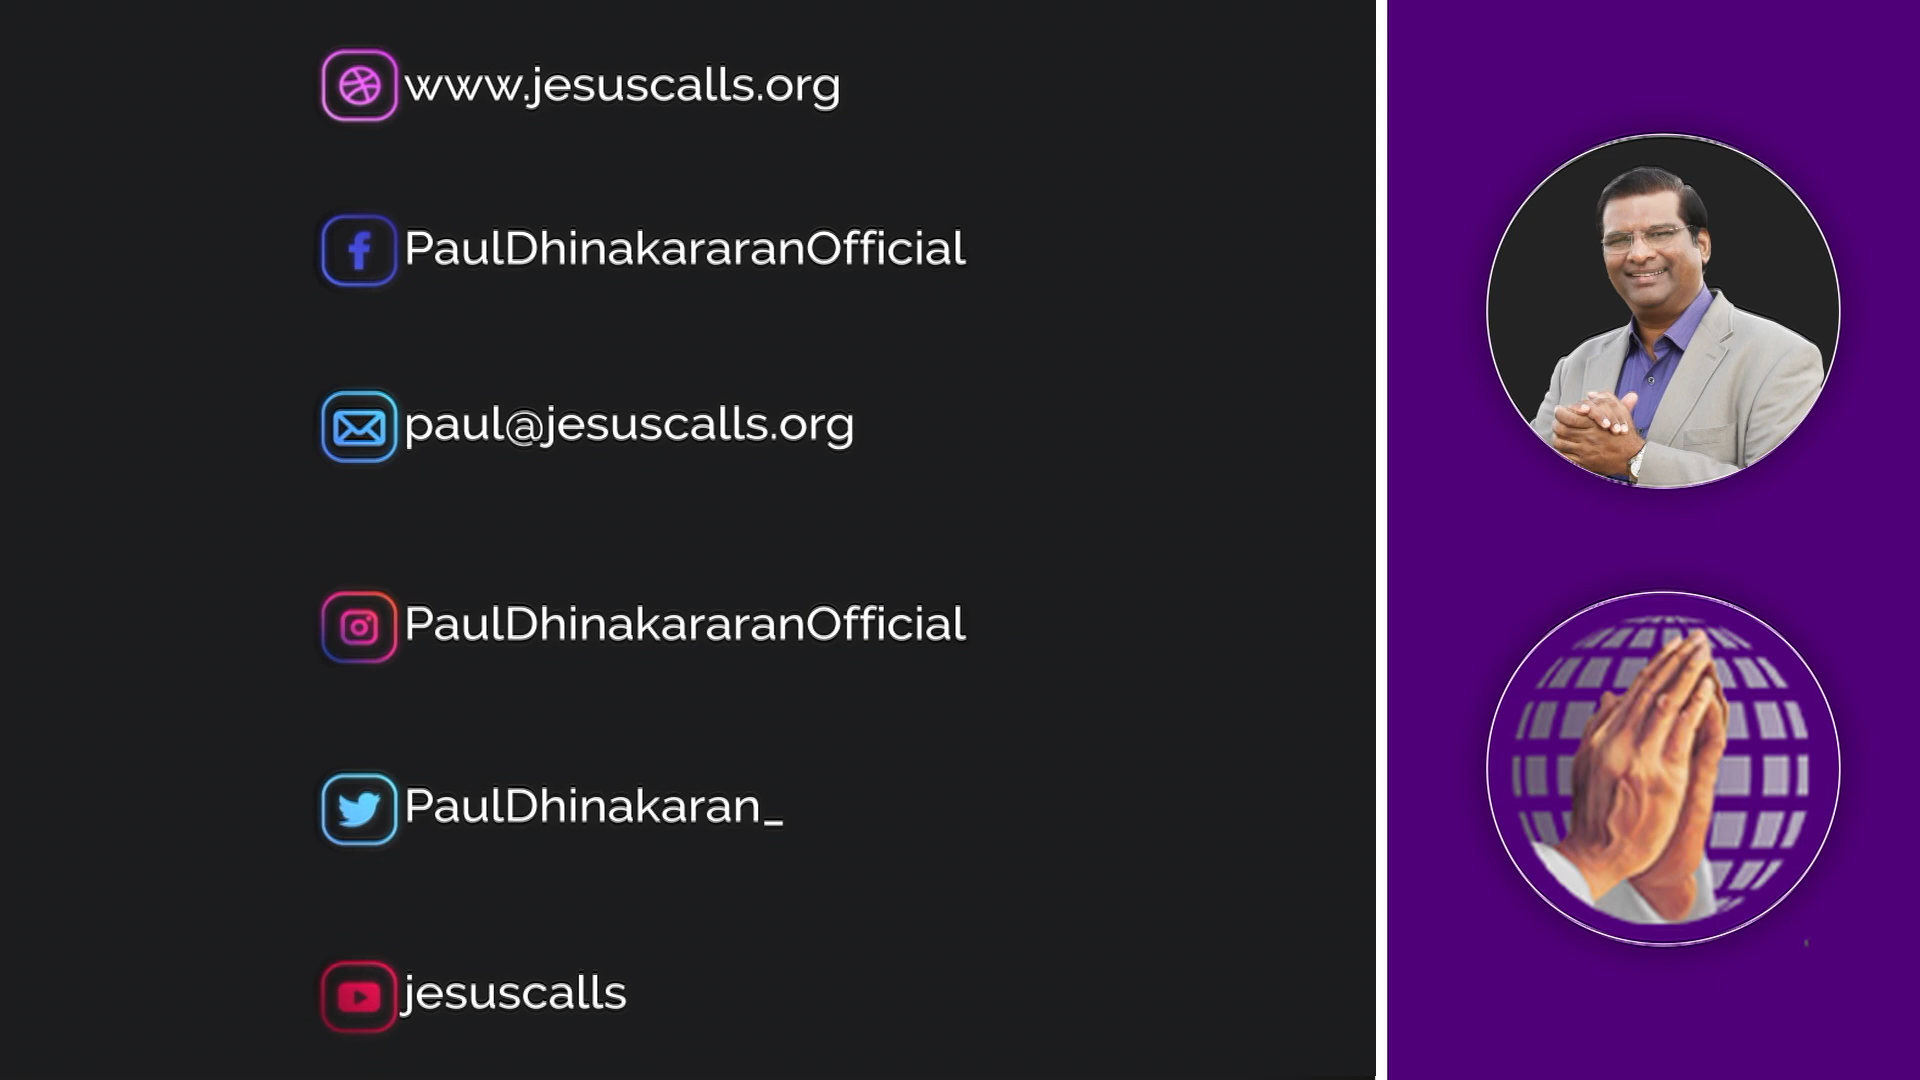 www.jesuscalls.org
PaulDhinakararanOfficial
paul@jesuscalls.org
PaulDhinakararanOfficial
PaulDhinakaran_
jesuscalls